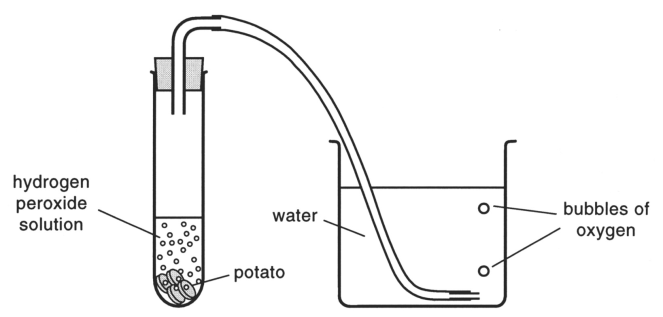 hydrogen
peroxide
solution
potato
water
bubbles of
oxygen